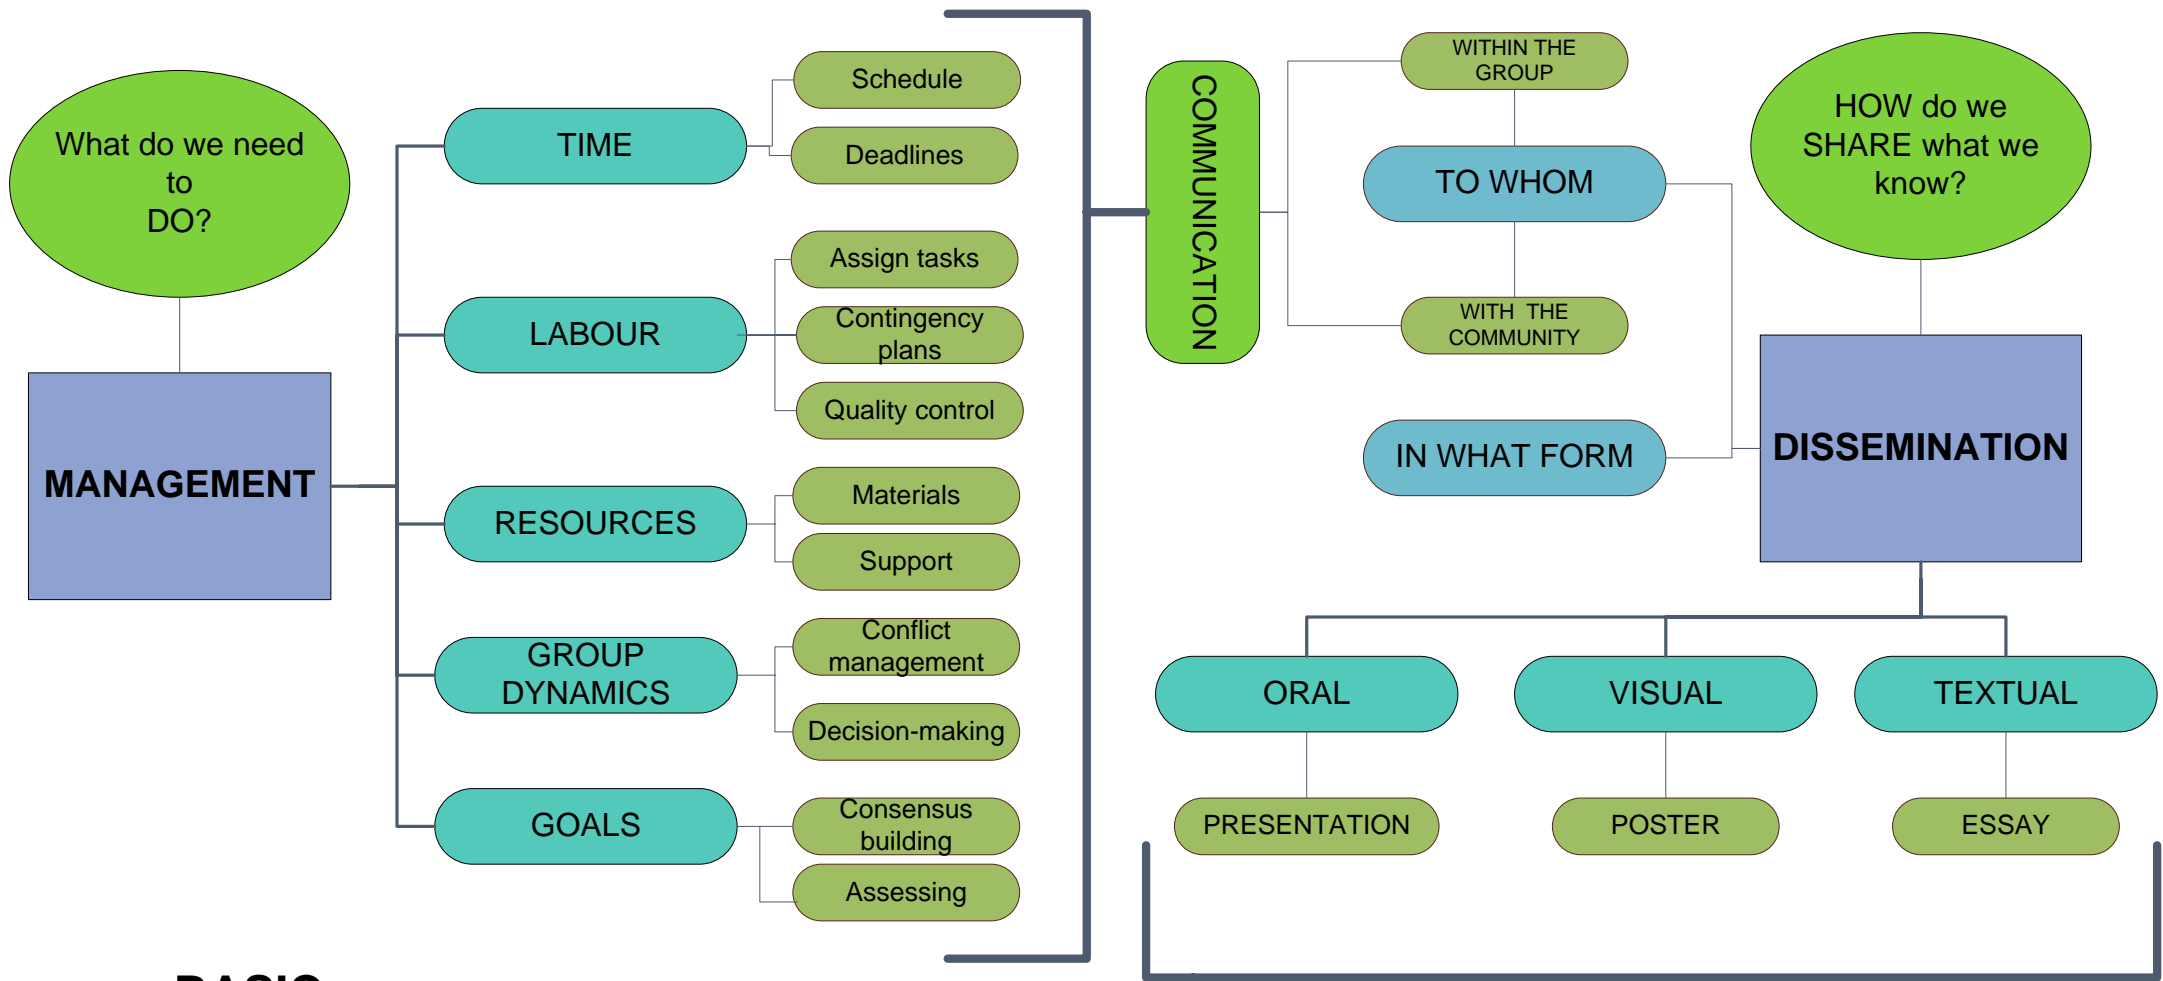 What do we need
to
DO?
MANAGEMENT
TIME
Schedule
Deadlines
LABOUR
Assign tasks
Contingency
plans
Quality control
RESOURCES
Materials
Support
GROUP
DYNAMICS
Conflict
management
Decision-making
GOALS
Consensus
building
Assessing
COMMUNICATION
WITHIN THE
GROUP
TO WHOM
WITH THE
COMMUNITY
IN WHAT FORM
HOW do we
SHARE what we
know?
DISSEMINATION
ORAL
VISUAL
TEXTUAL
PRESENTATION
POSTER
ESSAY
BASIC